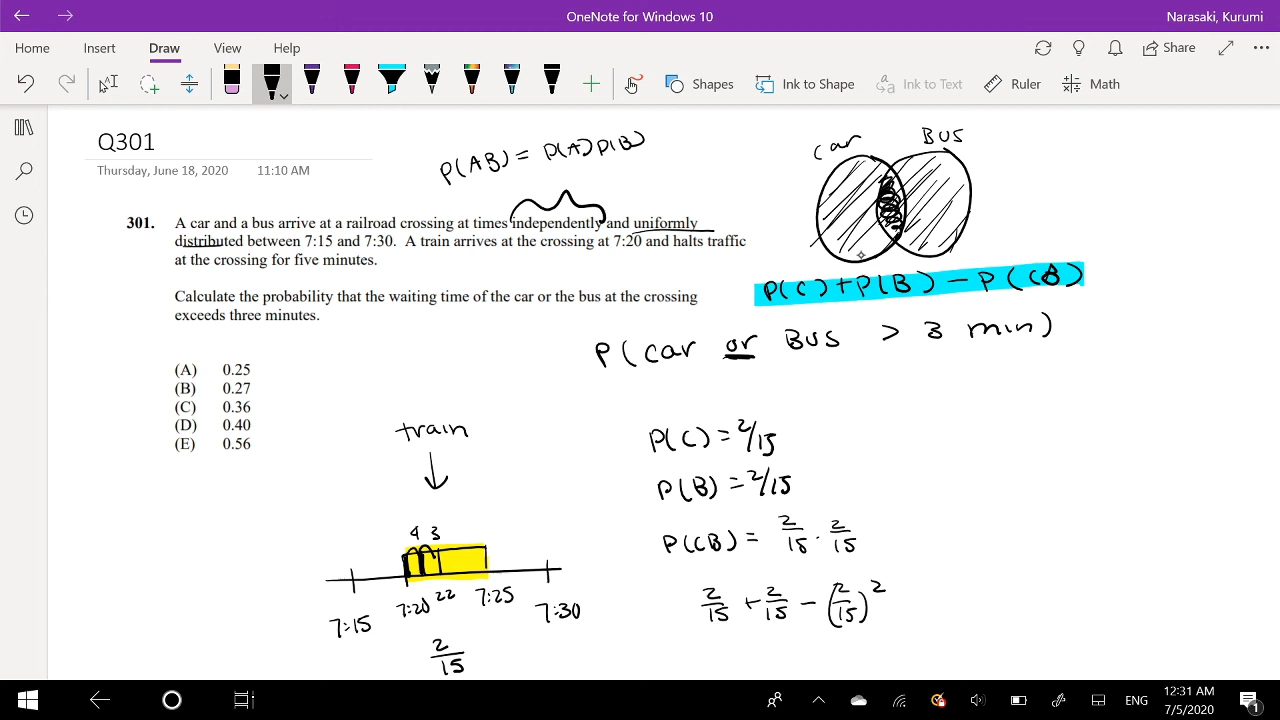 OneNote for Windows 10
Narasaki, Kurumi
Home Insert Draw View Help
Share
Shapes Ink to Shape Ink to Text Ruler Math
Q301
Thursday, June 18, 2020 11:10 AM
P(AB) = P(A)P(B)
Car BUS
301. A car and a bus arrive at a railroad crossing at times independently and uniformly
distributed between 7:15 and 7:30. A train arrives at the crossing at 7:20 and halts traffic
at the crossing for five minutes.
P(C)+P(B) – P(CB)
Calculate the probability that the waiting time of the car or the bus at the crossing
exceeds three minutes.
P(car or BUS > 3 min)
(A) 0.25
(B) 0.27
(C) 0.36
(D) 0.40
(E) 0.56
train
P(C) = 2/15
P(B) = 2/15
P(CB) = 2/15 · 2/15
2/15 + 2/15 – (2/15)²
4 3
7:15 7:20 22 7:25 7:30
2/15
ENG
12:31 AM
7/5/2020
1